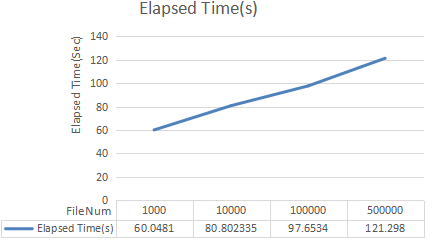 Elapsed Time(s)
140
120
100
80
60
40
20
0
Elapsed Time(Sec)
FileNum 1000 10000 100000 500000
Elapsed Time(s) 60.0481 80.802335 97.6534 121.298